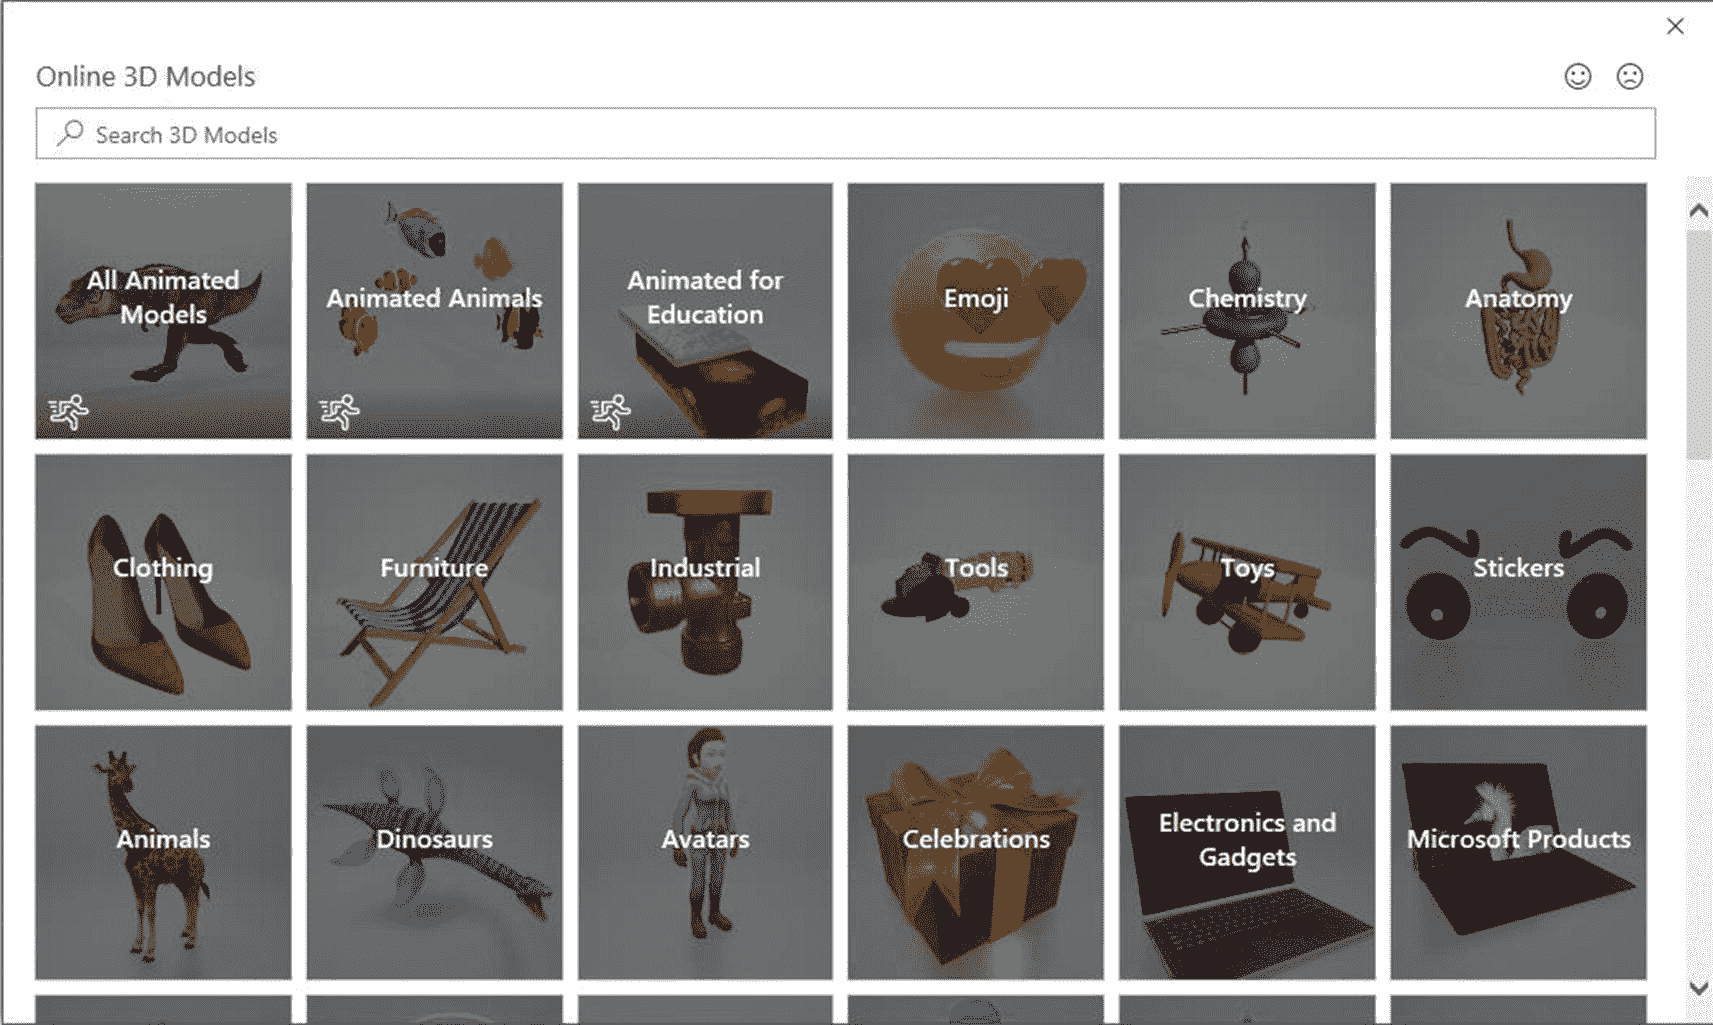 Online 3D Models
Search 3D Models
All Animated
Models
Animated Animals
Animated for
Education
Emoji
Chemistry
Anatomy
Clothing
Furniture
Industrial
Tools
Toys
Stickers
Animals
Dinosaurs
Avatars
Celebrations
Electronics and
Gadgets
Microsoft Products